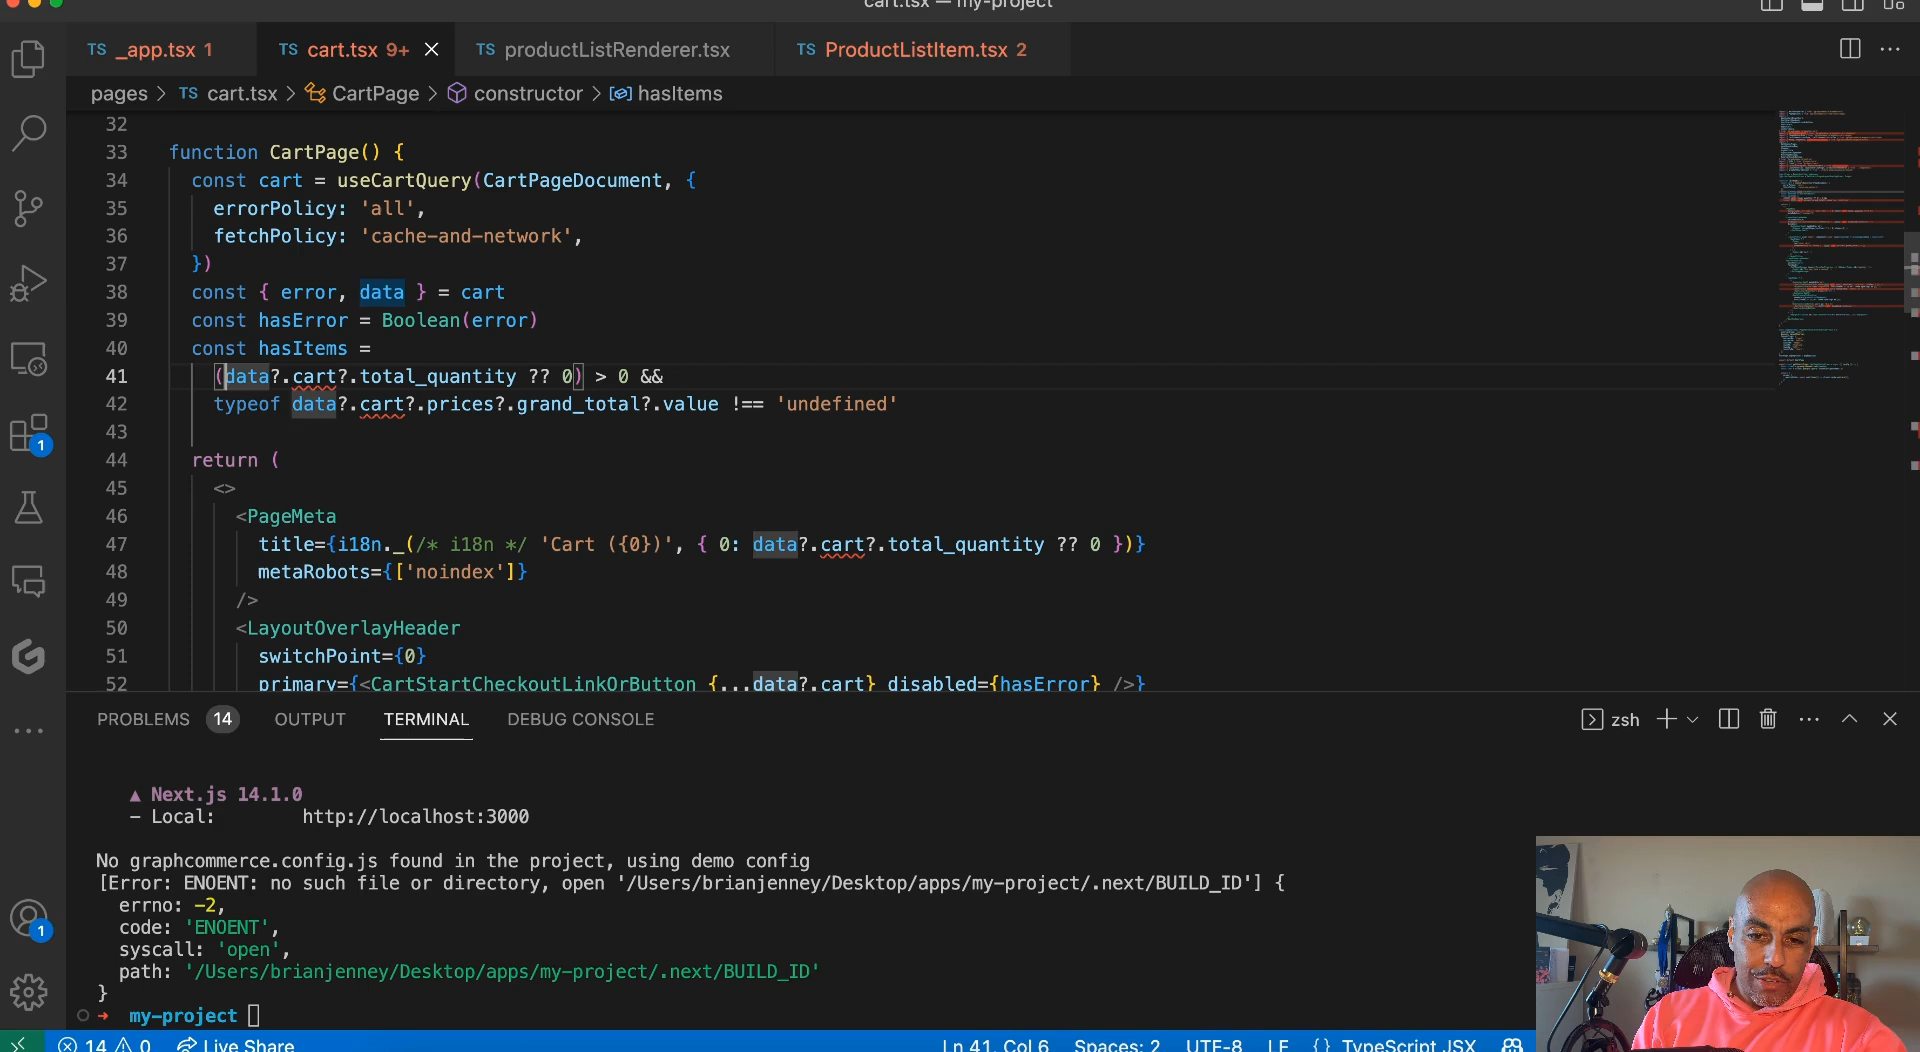 cart.tsx — my-project
TS _app.tsx 1
TS cart.tsx 9+
TS productListRenderer.tsx
TS ProductListItem.tsx 2
pages > TS cart.tsx > CartPage > constructor > hasItems
32
33 function CartPage() {
34 const cart = useCartQuery(CartPageDocument, {
35 errorPolicy: 'all',
36 fetchPolicy: 'cache-and-network',
37 })
38 const { error, data } = cart
39 const hasError = Boolean(error)
40 const hasItems =
41 (data?.cart?.total_quantity ?? 0) > 0 &&
42 typeof data?.cart?.prices?.grand_total?.value !== 'undefined'
43
44 return (
45 <>
46 <PageMeta
47 title={i18n._(/* i18n */ 'Cart ({0})', { 0: data?.cart?.total_quantity ?? 0 })}
48 metaRobots={['noindex']}
49 />
50 <LayoutOverlayHeader
51 switchPoint={0}
52 primary={<CartStartCheckoutLinkOrButton {...data?.cart} disabled={hasError} />}
1
1
PROBLEMS 14 OUTPUT TERMINAL DEBUG CONSOLE
zsh
▲ Next.js 14.1.0
- Local: http://localhost:3000
No graphcommerce.config.js found in the project, using demo config
[Error: ENOENT: no such file or directory, open '/Users/brianjenney/Desktop/apps/my-project/.next/BUILD_ID'] {
errno: -2,
code: 'ENOENT',
syscall: 'open',
path: '/Users/brianjenney/Desktop/apps/my-project/.next/BUILD_ID'
}
my-project
14 0 Live Share Ln 41, Col 6 Spaces: 2 UTF-8 LF {} TypeScript JSX